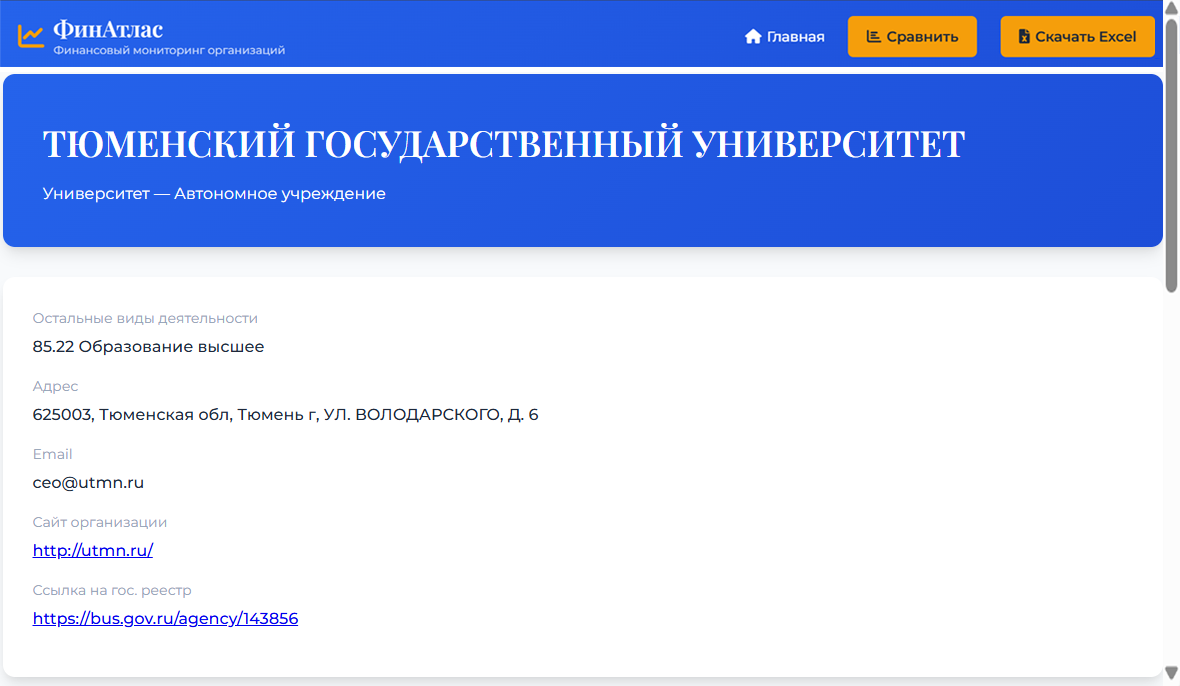 ФинАтлас
Финансовый мониторинг организаций
Главная
Сравнить
Скачать Excel
ТЮМЕНСКИЙ ГОСУДАРСТВЕННЫЙ УНИВЕРСИТЕТ
Университет — Автономное учреждение
Остальные виды деятельности
85.22 Образование высшее
Адрес
625003, Тюменская обл, Тюмень г, УЛ. ВОЛОДАРСКОГО, Д. 6
Email
ceo@utmn.ru
Сайт организации
http://utmn.ru/
Ссылка на гос. реестр
https://bus.gov.ru/agency/143856